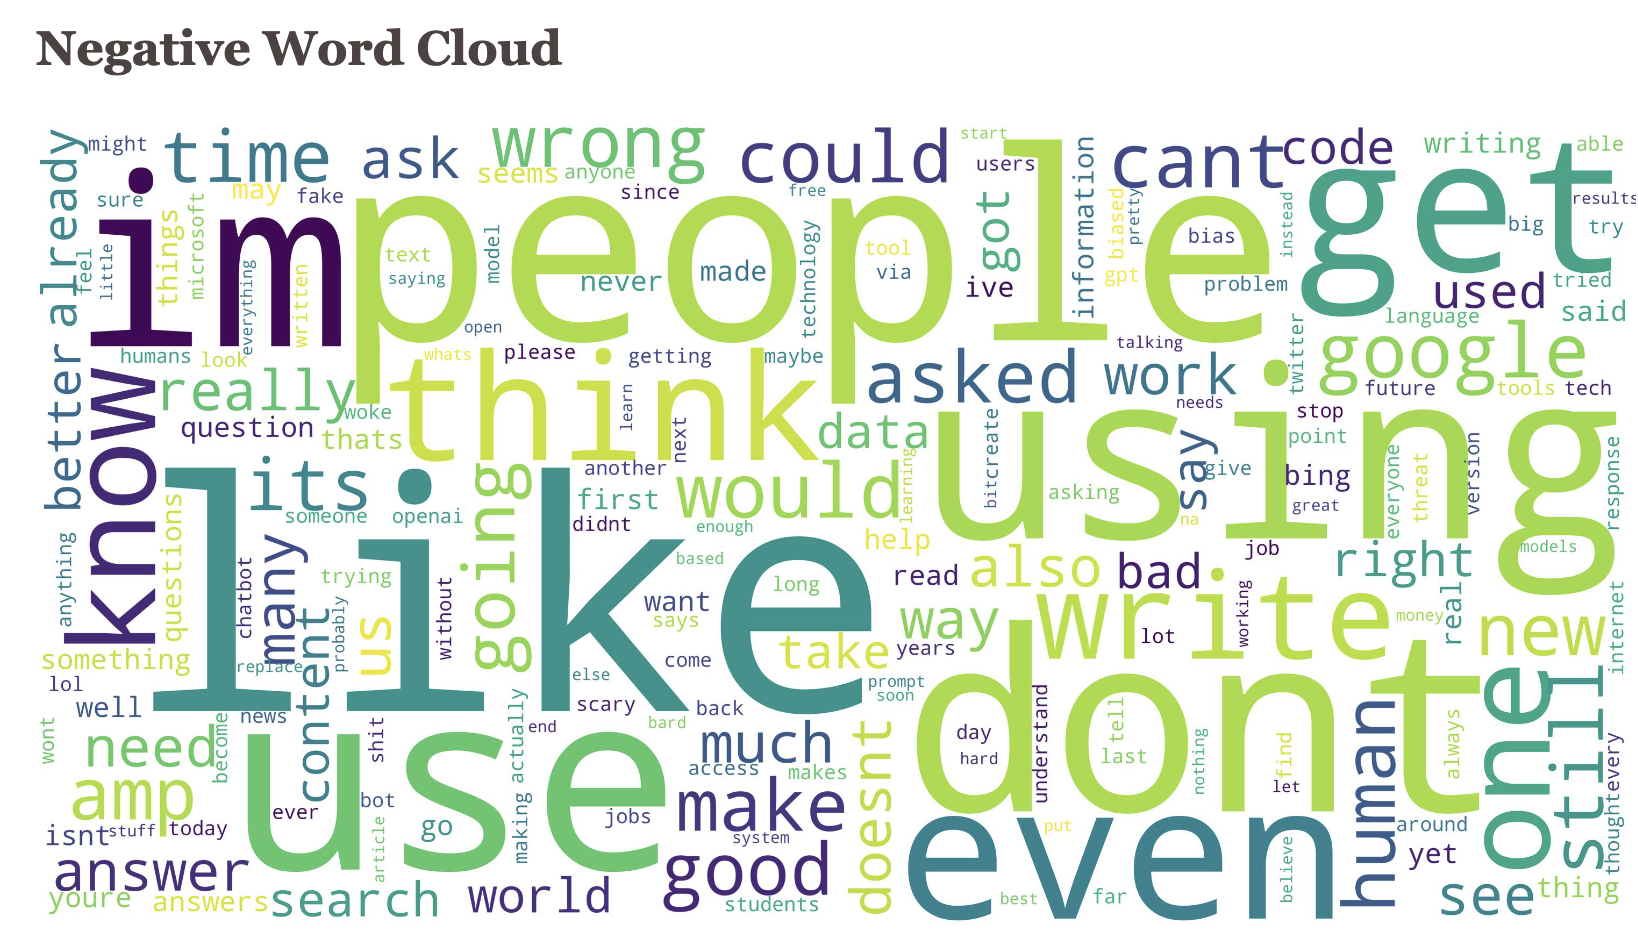 Negative Word Cloud
might
time
ask
wrong
could
start
users
cant
code
writing
able
already
sure
may
fake
seems
anyone
since
free
got
information
biased
pretty
instead
get
results
big
try
im
people
feel
little
things
microsoft
everything
written
text
saying
model
never
made
technology
tool
via
ive
gpt
bias
problem
used
tried
said
better
humans
look
open
whats
please
getting
maybe
talking
twitter
language
google
know
really
think
learn
next
asked
work
needs
future
tools
tech
question
woke
thats
data
using
stop
point
its
another
first
didnt
would
learning
bitcreate
asking
say
give
na
bing
great
everyone
threat
version
response
someone
openai
going
enough
help
models
like
anything
questions
chatbot
many
trying
probably
without
based
long
want
says
read
also
bad
job
right
real
internet
something
us
replace
come
else
take
way
years
write
lot
working
money
new
lol
well
content
news
scary
bard
back
prompt
soon
dont
one
still
wont
need
become
shit
actually
end
much
access
makes
doesnt
day
hard
understand
tell
last
nothing
find
let
always
every
amp
use
ever
bot
go
making
jobs
make
system
even
put
human
around
yet
thought
isnt
stuff
today
article
answer
good
believe
youre
answers
search
world
students
best
far
see
thing